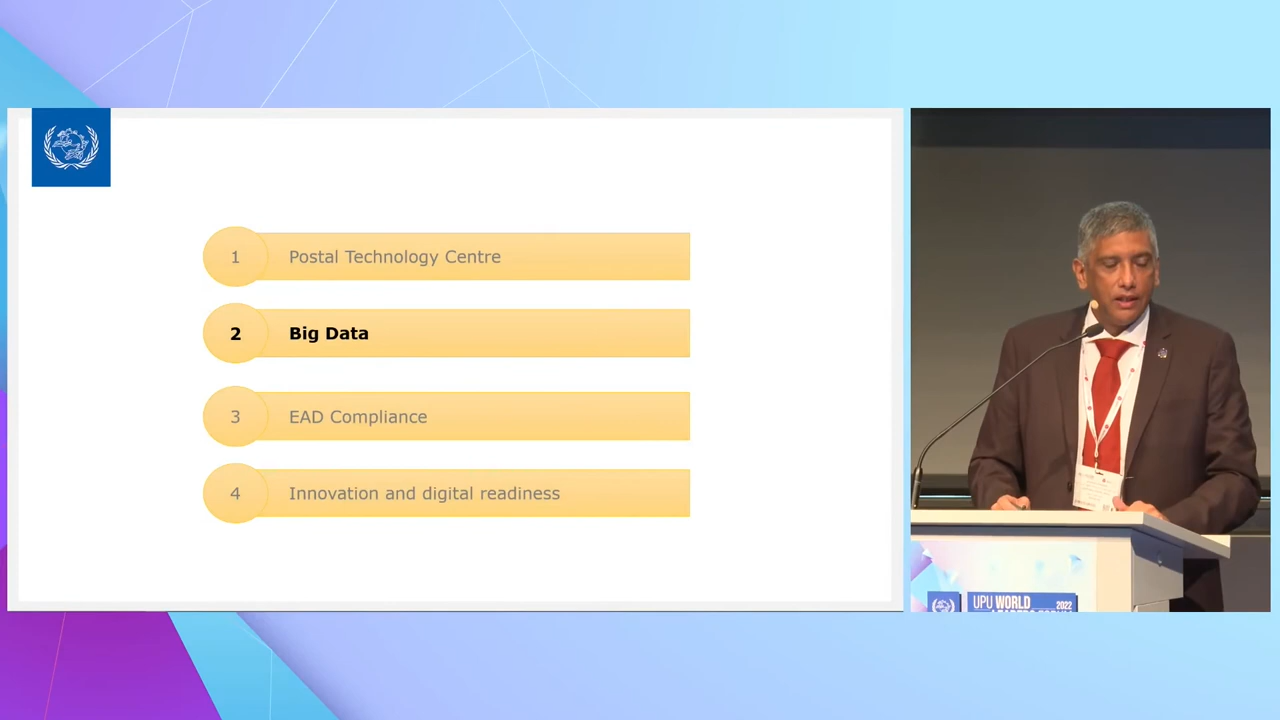 1 Postal Technology Centre
2 Big Data
3 EAD Compliance
4 Innovation and digital readiness
UPU WORLD 2022